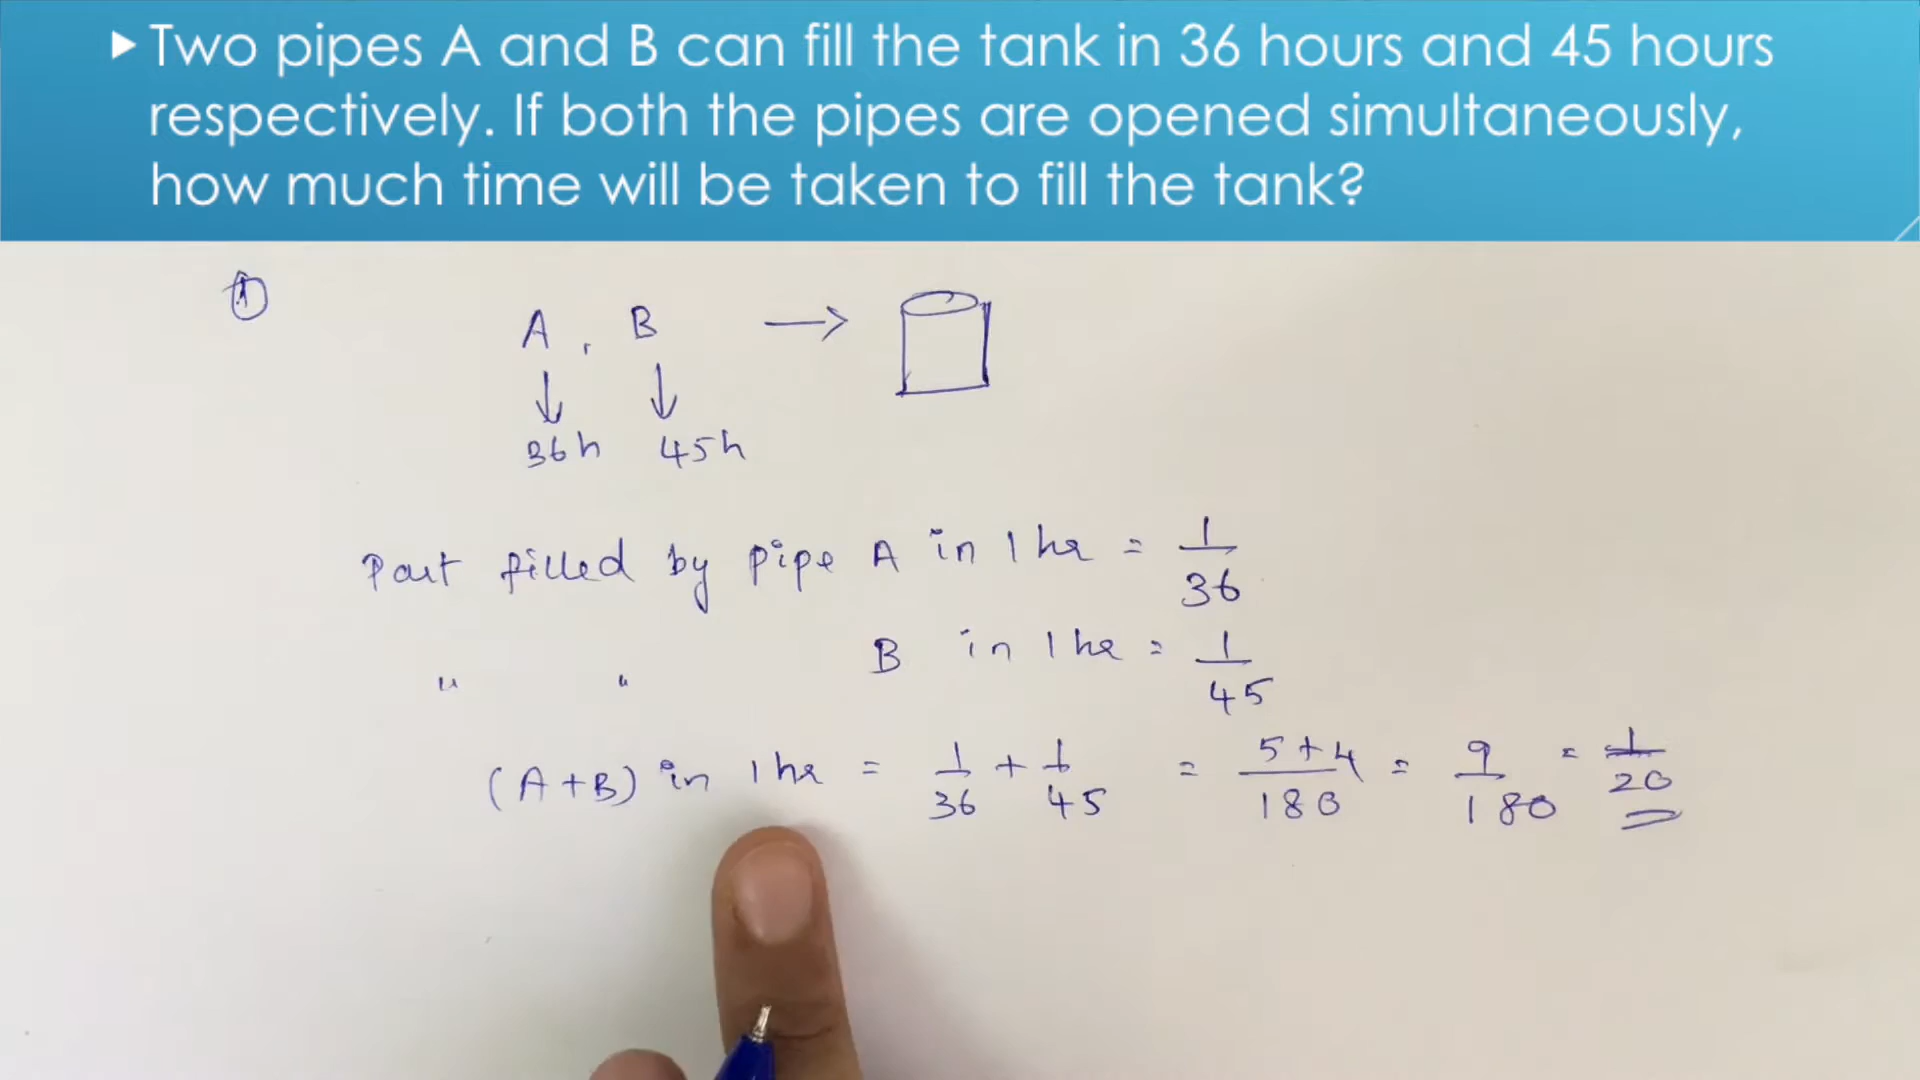 Two pipes A and B can fill the tank in 36 hours and 45 hours
respectively. If both the pipes are opened simultaneously,
how much time will be taken to fill the tank?
①
A , B →
↓ ↓
36h 45h
Part filled by pipe A in 1 hr = 1/36
" " B in 1 hr = 1/45
(A+B) in 1 hr = 1/36 + 1/45 = 5+4/180 = 9/180 = 1/20